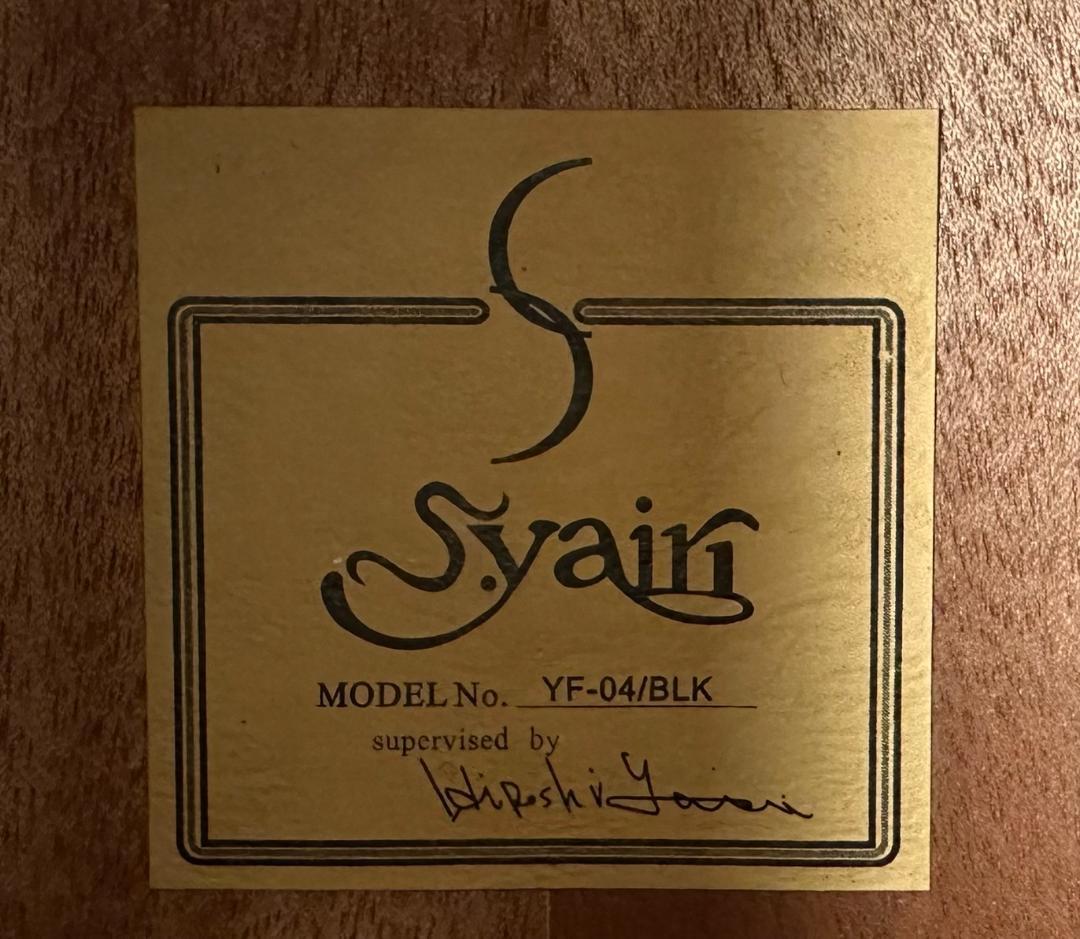 S
S.yairi
MODEL No. YF-04/BLK
supervised by
Hiroshi Yairi